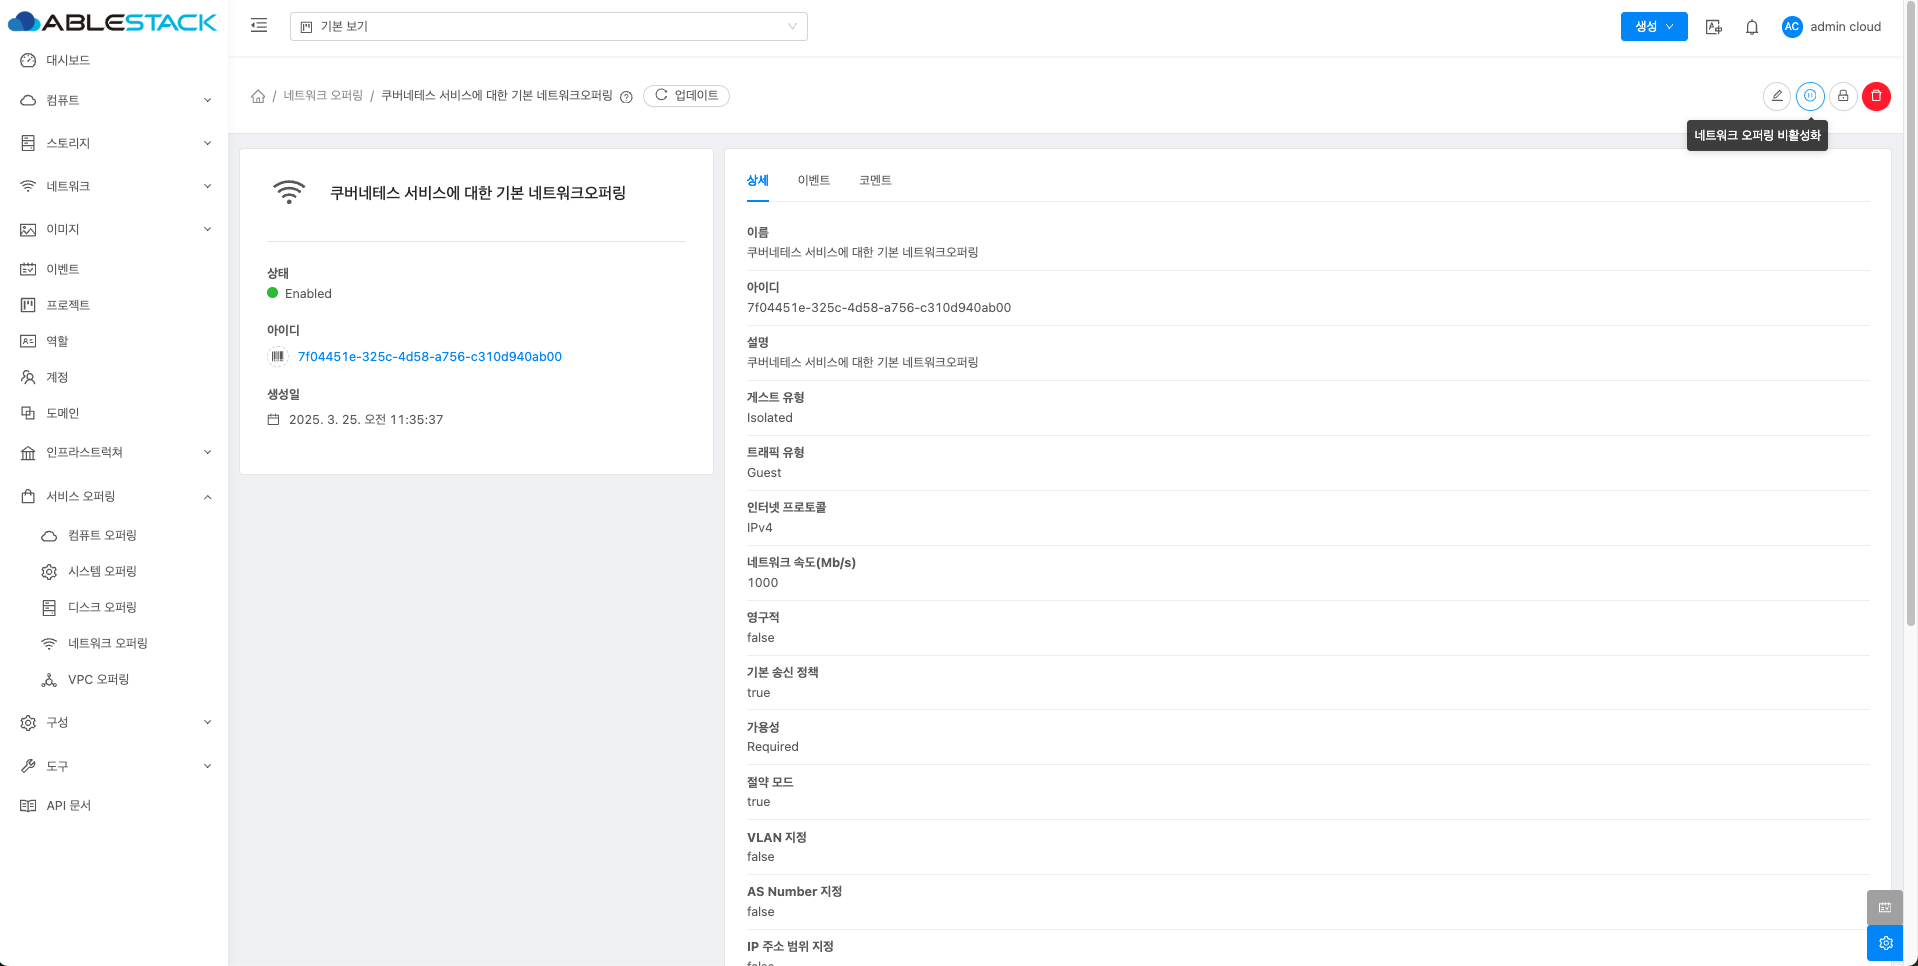 ABLESTACK
기본 보기
생성
AC
admin cloud
대시보드
컴퓨트
스토리지
네트워크
이미지
이벤트
프로젝트
역할
계정
도메인
인프라스트럭쳐
서비스 오퍼링
컴퓨트 오퍼링
시스템 오퍼링
디스크 오퍼링
네트워크 오퍼링
VPC 오퍼링
구성
도구
API 문서
/ 네트워크 오퍼링 / 쿠버네테스 서비스에 대한 기본 네트워크오퍼링
업데이트
네트워크 오퍼링 비활성화
쿠버네테스 서비스에 대한 기본 네트워크오퍼링
상태
Enabled
아이디
7f04451e-325c-4d58-a756-c310d940ab00
생성일
2025. 3. 25. 오전 11:35:37
상세
이벤트
코멘트
이름
쿠버네테스 서비스에 대한 기본 네트워크오퍼링
아이디
7f04451e-325c-4d58-a756-c310d940ab00
설명
쿠버네테스 서비스에 대한 기본 네트워크오퍼링
게스트 유형
Isolated
트래픽 유형
Guest
인터넷 프로토콜
IPv4
네트워크 속도(Mb/s)
1000
영구적
false
기본 송신 정책
true
가용성
Required
절약 모드
true
VLAN 지정
false
AS Number 지정
false
IP 주소 범위 지정
false